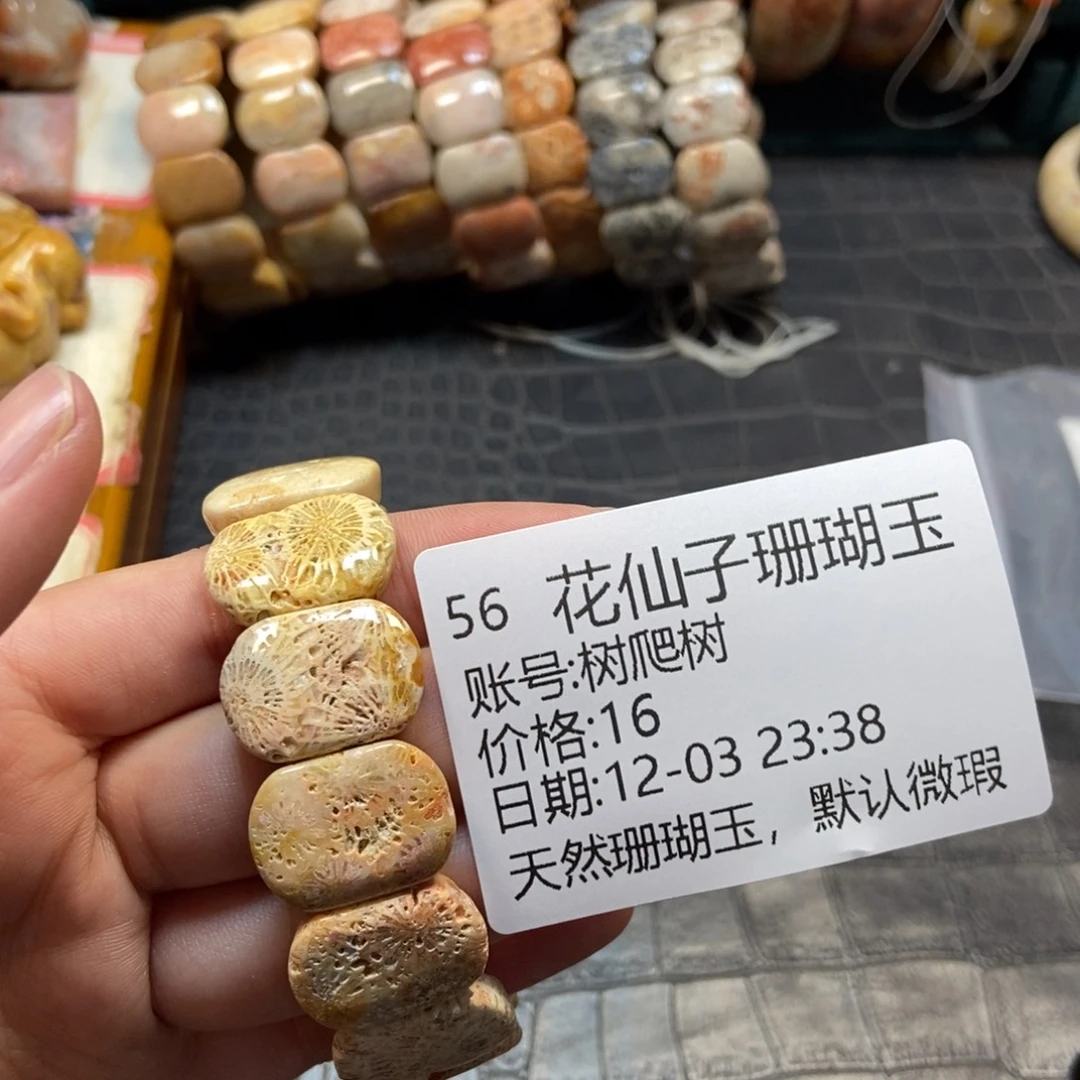 56 花仙子珊瑚玉
账号:树爬树
价格:16
日期:12-03 23:38
天然珊瑚玉，默认微瑕